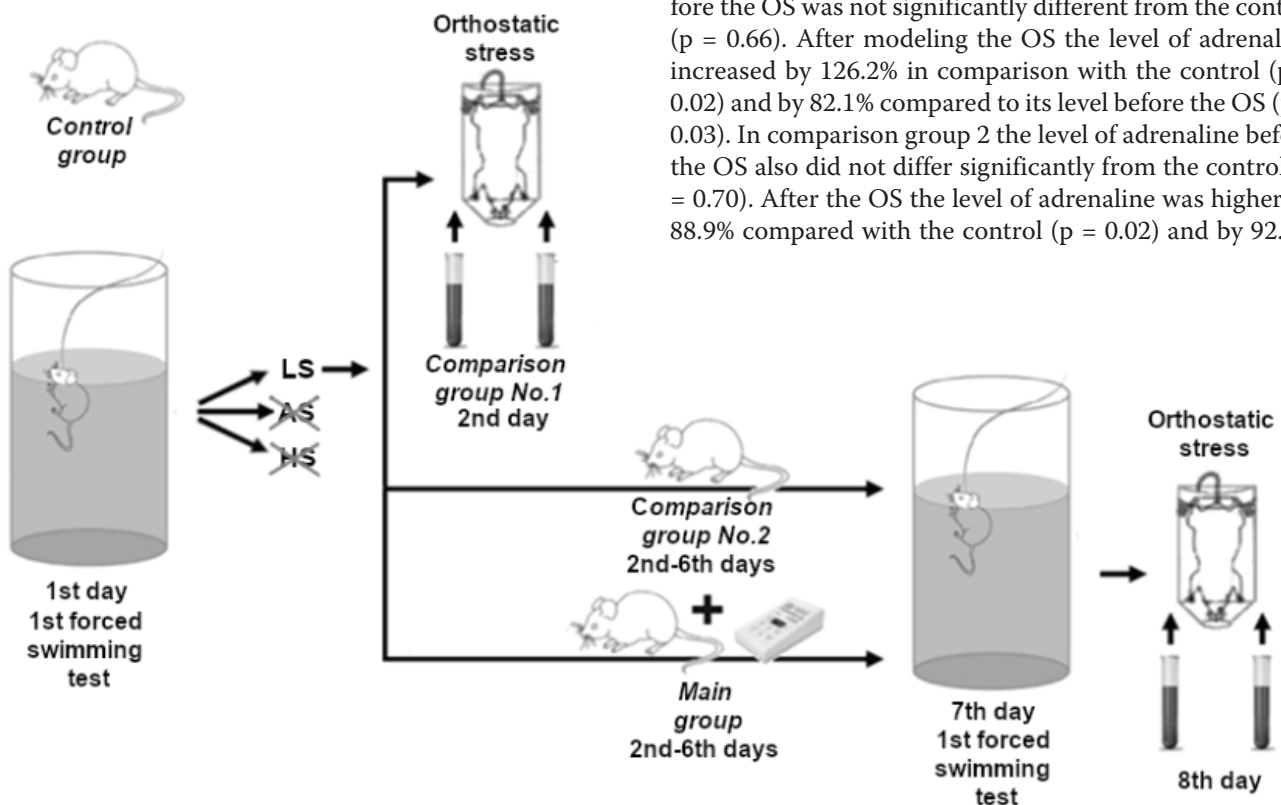 Control
group
1st day
1st forced
swimming
test
LS
AS
HS
Orthostatic
stress
Comparison
group No.1
2nd day
Comparison
group No.2
2nd-6th days
+
Main
group
2nd-6th days
7th day
1st forced
swimming
test
Orthostatic
stress
8th day
fore the OS was not significantly different from the cont
(p = 0.66). After modeling the OS the level of adrenal
increased by 126.2% in comparison with the control (p
0.02) and by 82.1% compared to its level before the OS (
0.03). In comparison group 2 the level of adrenaline befo
the OS also did not differ significantly from the control
= 0.70). After the OS the level of adrenaline was higher
88.9% compared with the control (p = 0.02) and by 92.